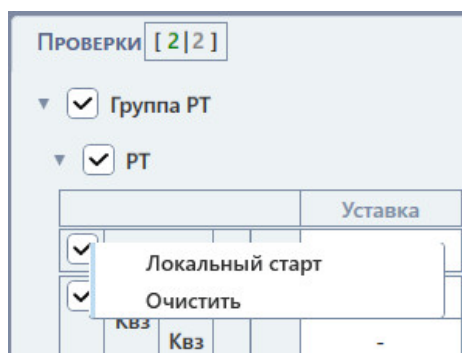 Проверки [ 2|2 ]
Группа РТ
РТ
Уставка
Локальный старт
Очистить
Квз
Квз -